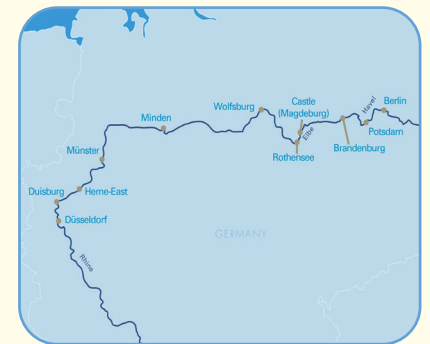 Berlin
Havel
Castle
(Magdeburg)
Wolfsburg
Elbe
Potsdam
Minden
Brandenburg
Rothensee
Münster
Duisburg
Herne-East
Düsseldorf
GERMANY
Rhine